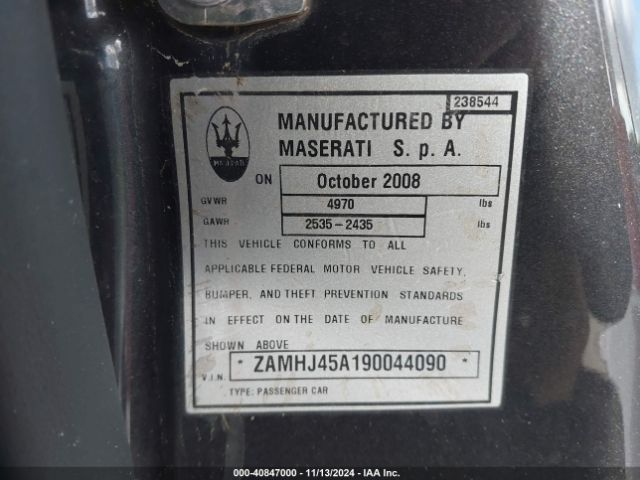 238544
MASERATI
MANUFACTURED BY
MASERATI S. p. A.
ON October 2008
GVWR 4970 lbs
GAWR 2535-2435 lbs
THIS VEHICLE CONFORMS TO ALL
APPLICABLE FEDERAL MOTOR VEHICLE SAFETY,
BUMPER, AND THEFT PREVENTION STANDARDS
IN EFFECT ON THE DATE OF MANUFACTURE
SHOWN ABOVE
V.I.N. * ZAMHJ45A190044090 *
TYPE: PASSENGER CAR
000-40847000 - 11/13/2024 - IAA Inc.